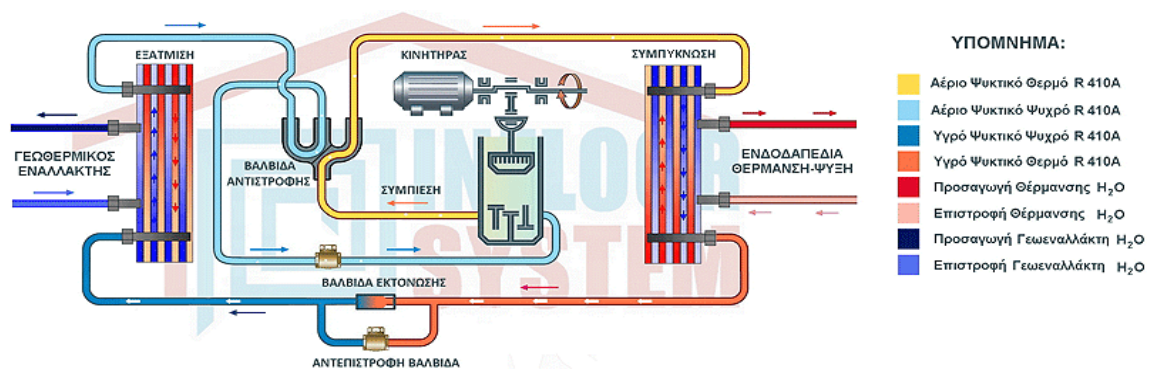 ΕΞΑΤΜΙΣΗ
ΚΙΝΗΤΗΡΑΣ
ΣΥΜΠΥΚΝΩΣΗ
ΓΕΩΘΕΡΜΙΚΟΣ
ΕΝΑΛΛΑΚΤΗΣ
ΒΑΛΒΙΔΑ
ΑΝΤΙΣΤΡΟΦΗΣ
ΣΥΜΠΙΕΣΗ
ΕΝΔΟΔΑΠΕΔΙΑ
ΘΕΡΜΑΝΣΗ-ΨΥΞΗ
ΒΑΛΒΙΔΑ ΕΚΤΟΝΩΣΗΣ
ΑΝΤΕΠΙΣΤΡΟΦΗ ΒΑΛΒΙΔΑ
INFLOOR
SYSTEM
ΥΠΟΜΝΗΜΑ:
Αέριο Ψυκτικό Θερμό R 410A
Αέριο Ψυκτικό Ψυχρό R 410A
Υγρό Ψυκτικό Ψυχρό R 410A
Υγρό Ψυκτικό Θερμό R 410A
Προσαγωγή Θέρμανσης H₂O
Επιστροφή Θέρμανσης H₂O
Προσαγωγή Γεωεναλλάκτη H₂O
Επιστροφή Γεωεναλλάκτη H₂O